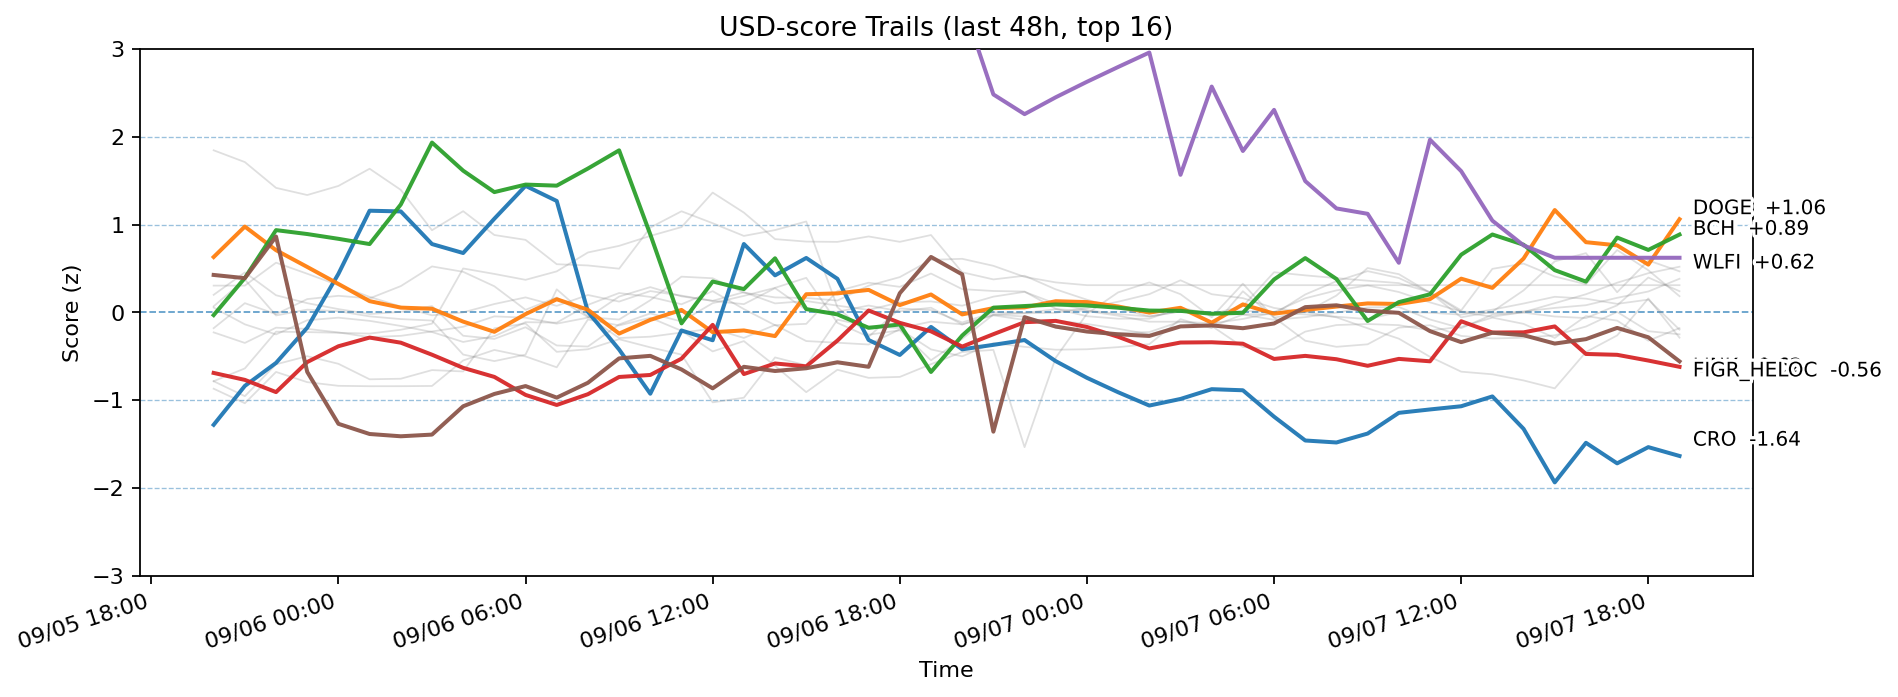 USD-score Trails (last 48h, top 16)
3
2
1
0
−1
−2
−3
Score (z)
DOGE +1.06
BCH +0.89
WLFI +0.62
FIGR_HELOC -0.56
CRO -1.64
09/05 18:00
09/06 00:00
09/06 06:00
09/06 12:00
09/06 18:00
09/07 00:00
09/07 06:00
09/07 12:00
09/07 18:00
Time